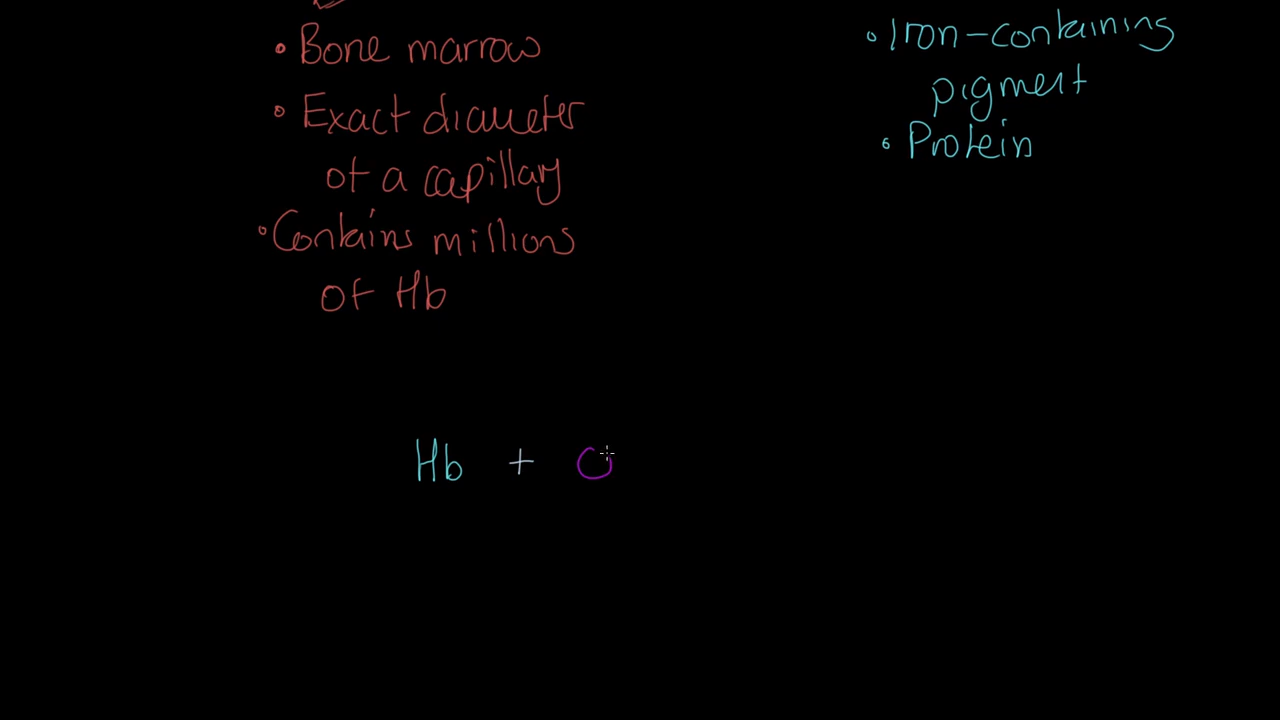 • Bone marrow
• Exact diameter
of a capillary
• Contains millions
of Hb
• Iron-containing
pigment
• Protein
Hb + O